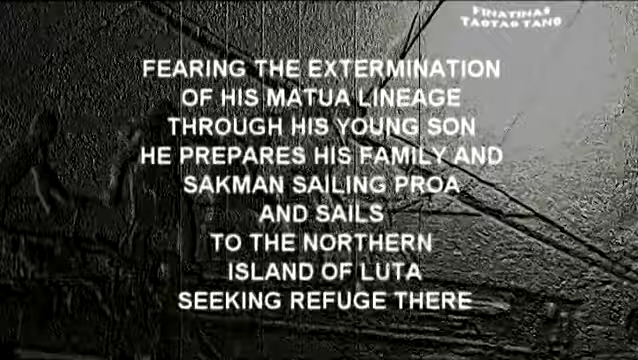 FINATINAS
TAOTAO TANO
FEARING THE EXTERMINATION
OF HIS MATUA LINEAGE
THROUGH HIS YOUNG SON
HE PREPARES HIS FAMILY AND
SAKMAN SAILING PROA
AND SAILS
TO THE NORTHERN
ISLAND OF LUTA
SEEKING REFUGE THERE